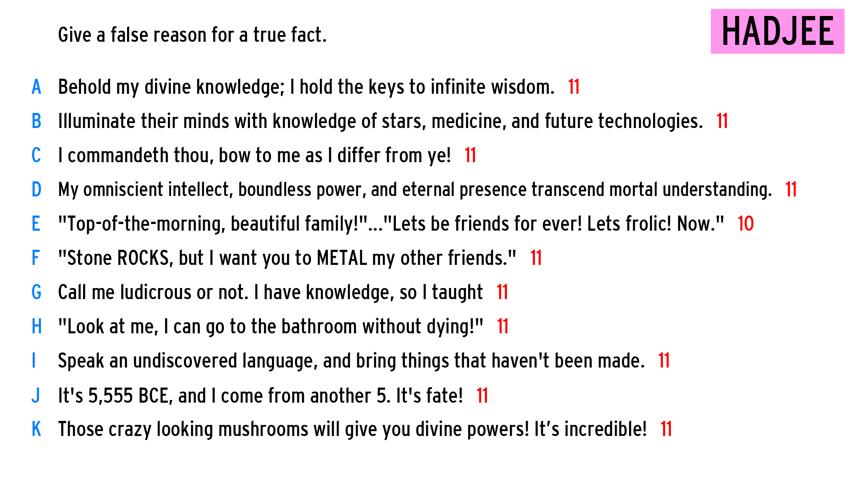 Give a false reason for a true fact.
HADJEE
A Behold my divine knowledge; I hold the keys to infinite wisdom. 11
B Illuminate their minds with knowledge of stars, medicine, and future technologies. 11
C I commandeth thou, bow to me as I differ from ye! 11
D My omniscient intellect, boundless power, and eternal presence transcend mortal understanding. 11
E "Top-of-the-morning, beautiful family!"..."Lets be friends for ever! Lets frolic! Now." 10
F "Stone ROCKS, but I want you to METAL my other friends." 11
G Call me ludicrous or not. I have knowledge, so I taught 11
H "Look at me, I can go to the bathroom without dying!" 11
I Speak an undiscovered language, and bring things that haven't been made. 11
J It's 5,555 BCE, and I come from another 5. It's fate! 11
K Those crazy looking mushrooms will give you divine powers! It’s incredible! 11